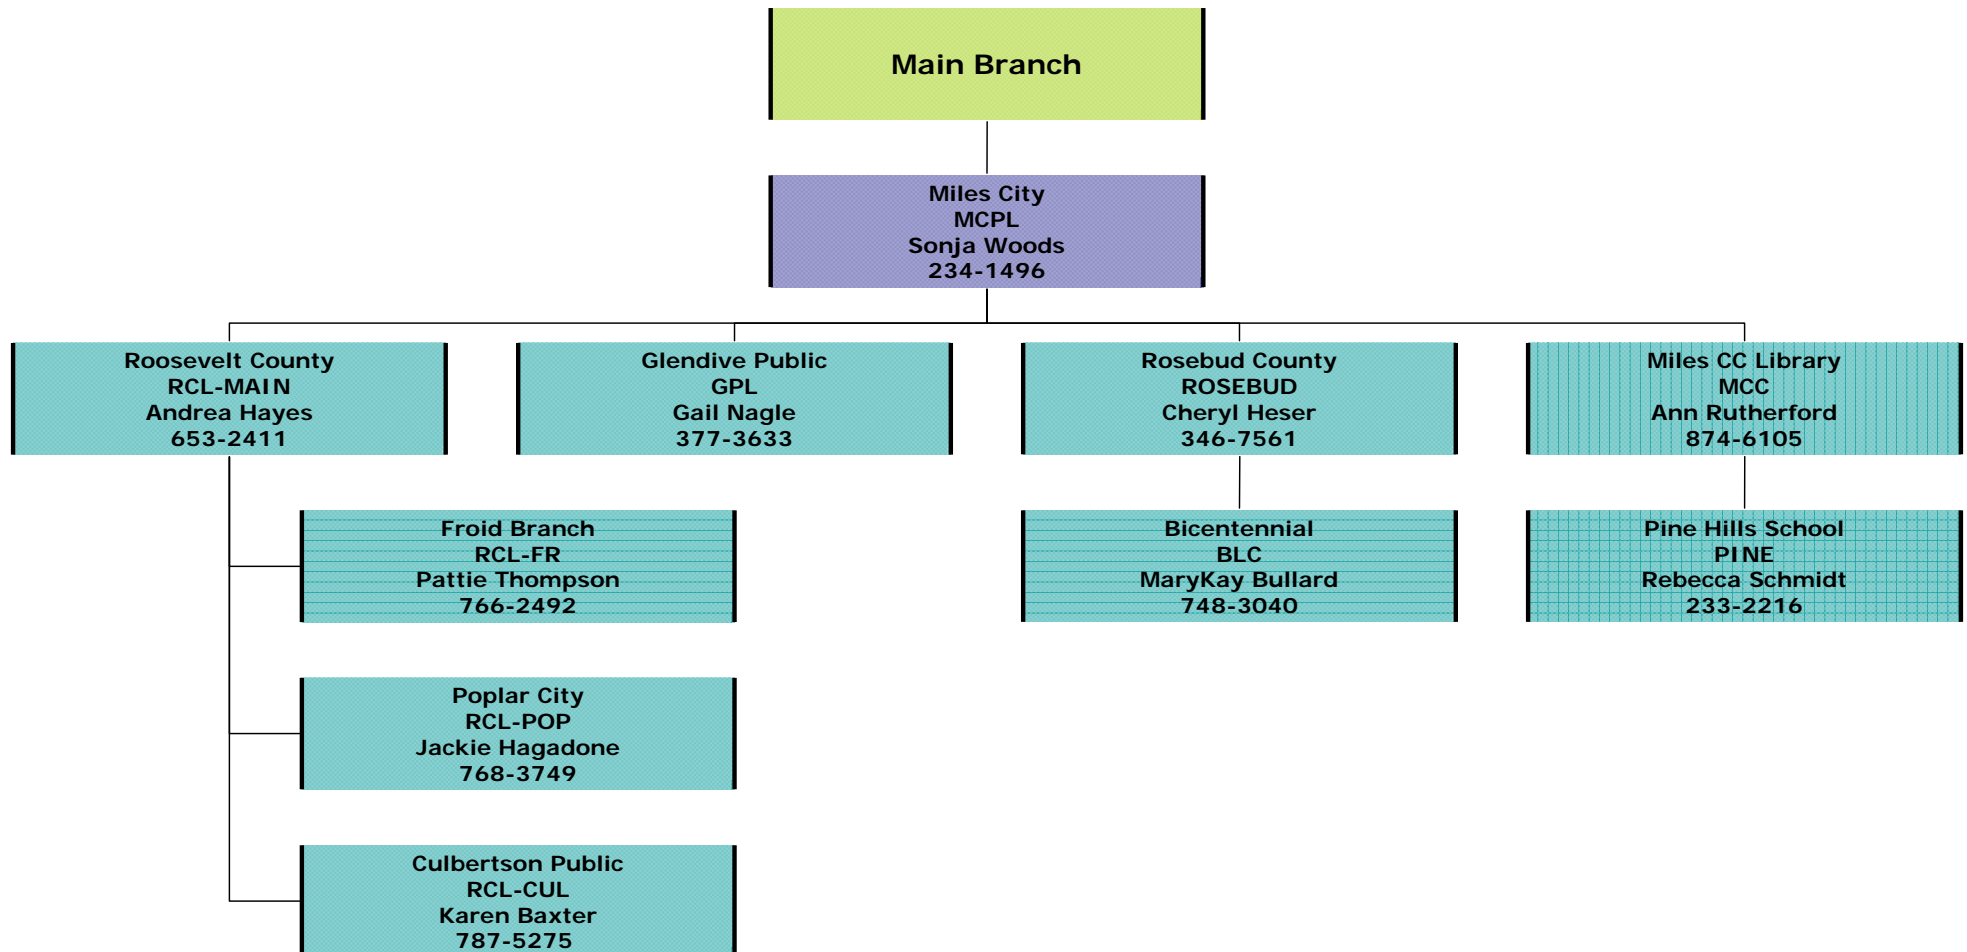 Main Branch
Miles City
MCPL
Sonja Woods
234-1496
Roosevelt County
RCL-MAIN
Andrea Hayes
653-2411
Glendive Public
GPL
Gail Nagle
377-3633
Rosebud County
ROSEBUD
Cheryl Heser
346-7561
Miles CC Library
MCC
Ann Rutherford
874-6105
Froid Branch
RCL-FR
Pattie Thompson
766-2492
Bicentennial
BLC
MaryKay Bullard
748-3040
Pine Hills School
PINE
Rebecca Schmidt
233-2216
Poplar City
RCL-POP
Jackie Hagadone
768-3749
Culbertson Public
RCL-CUL
Karen Baxter
787-5275